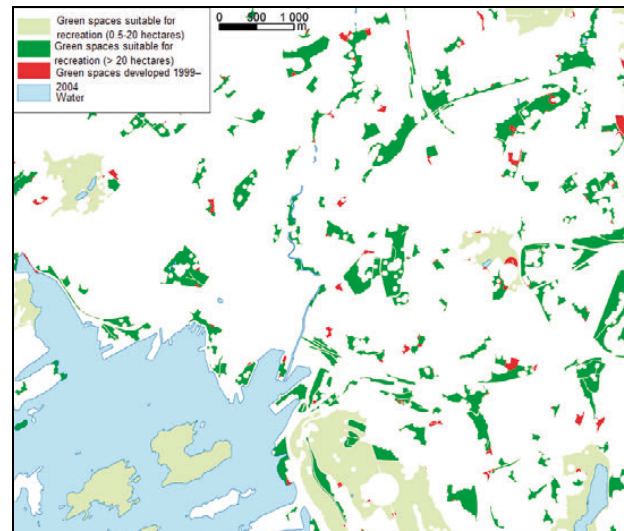 Green spaces suitable for
recreation (0.5-20 hectares)
Green spaces suitable for
recreation (> 20 hectares)
Green spaces developed 1999–
2004
Water
0 500 1 000
m